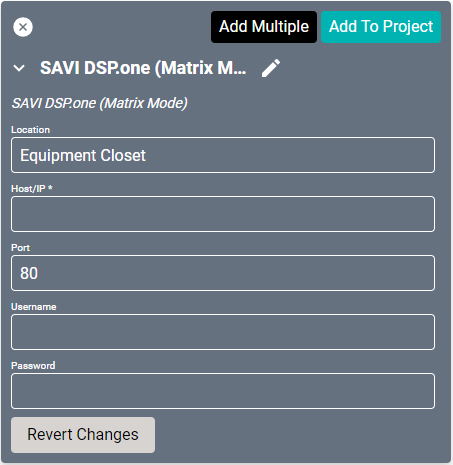 Add Multiple Add To Project
SAVI DSP.one (Matrix M...
SAVI DSP.one (Matrix Mode)
Location
Equipment Closet
Host/IP *
Port
80
Username
Password
Revert Changes